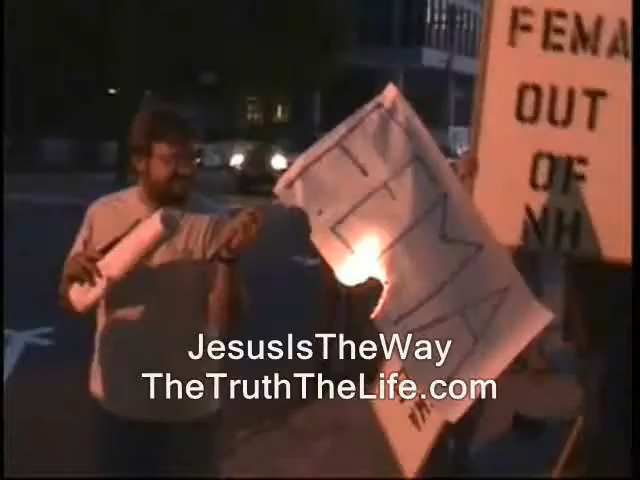 FEMA
OUT
OF
NH
FEMA
JesusIsTheWay
TheTruthTheLife.com